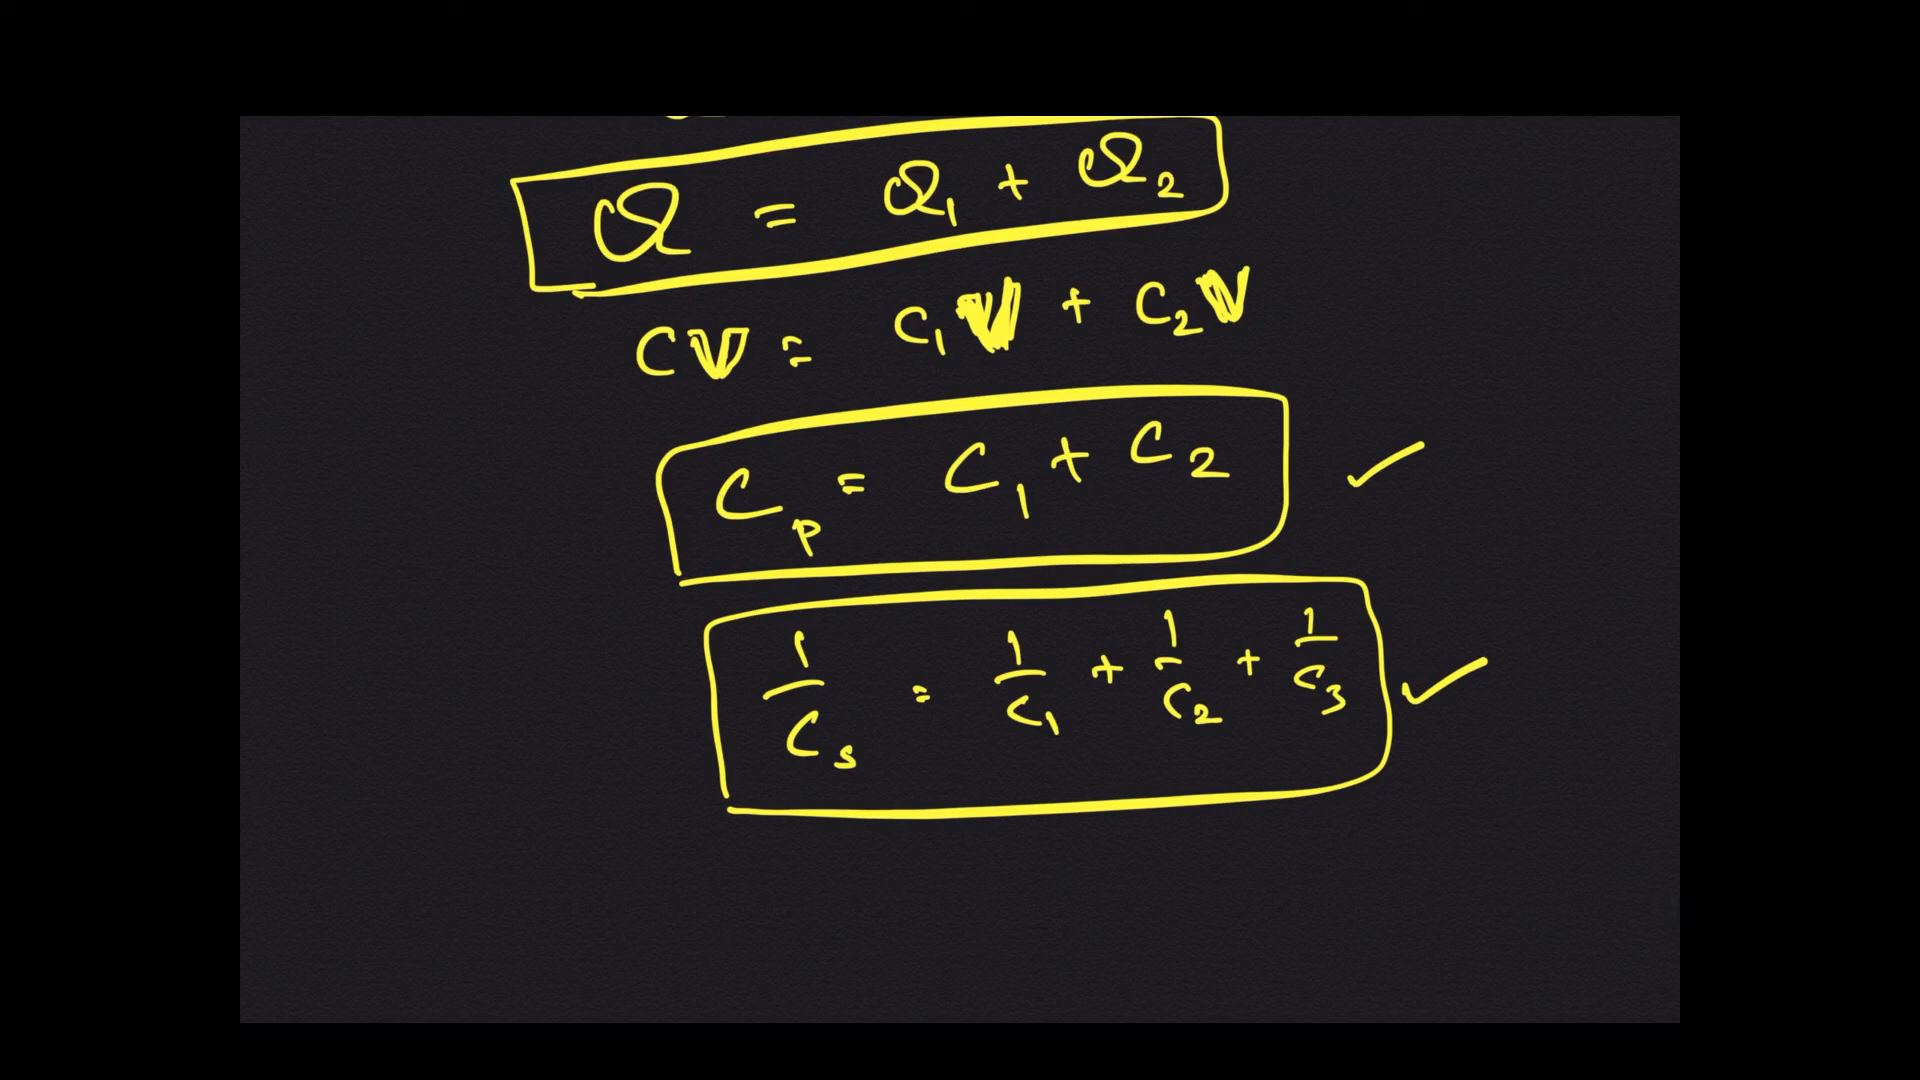 Q = Q₁ + Q₂
CV = C₁V + C₂V
Cₚ = C₁ + C₂
1/Cₛ = 1/C₁ + 1/C₂ + 1/C₃